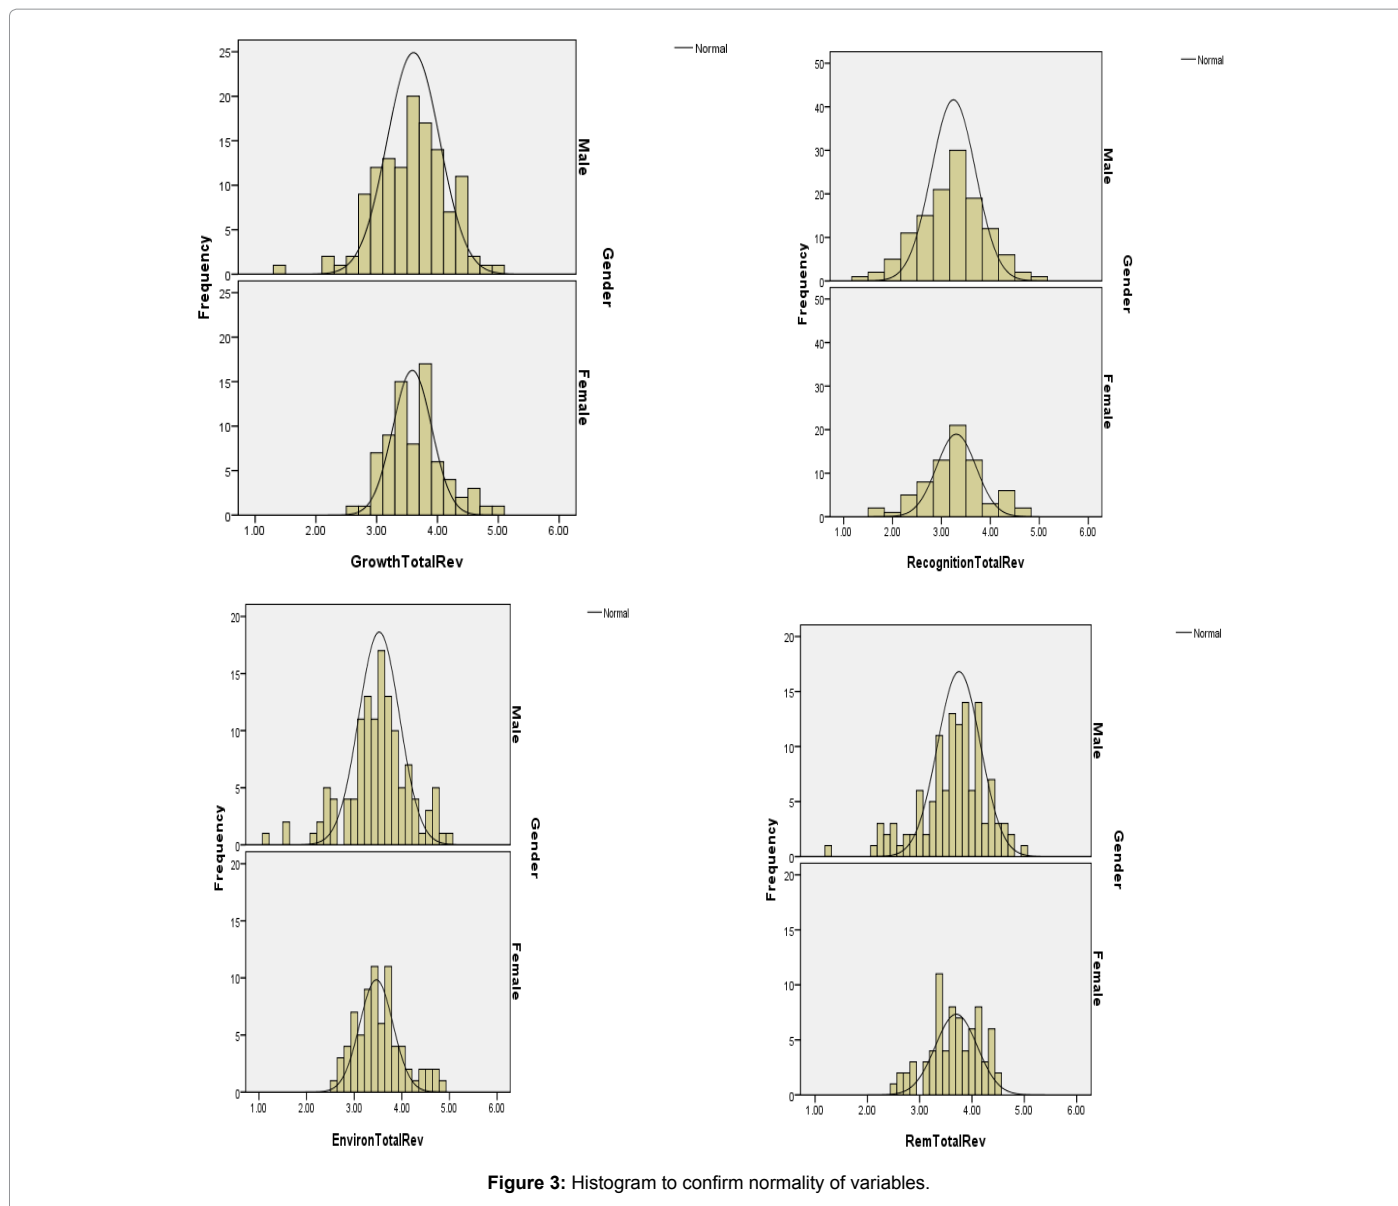 Normal
25
20
15
10
5
0
Male
Frequency
Gender
25
20
15
10
5
0
Female
1.00 2.00 3.00 4.00 5.00 6.00
GrowthTotalRev
Normal
50
40
30
20
10
0
Male
Frequency
Gender
50
40
30
20
10
0
Female
1.00 2.00 3.00 4.00 5.00 6.00
RecognitionTotalRev
Normal
20
15
10
5
0
Male
Frequency
Gender
20
15
10
5
0
Female
1.00 2.00 3.00 4.00 5.00 6.00
EnvironTotalRev
Normal
20
15
10
5
0
Male
Frequency
Gender
20
15
10
5
0
Female
1.00 2.00 3.00 4.00 5.00 6.00
RemTotalRev
Figure 3: Histogram to confirm normality of variables.